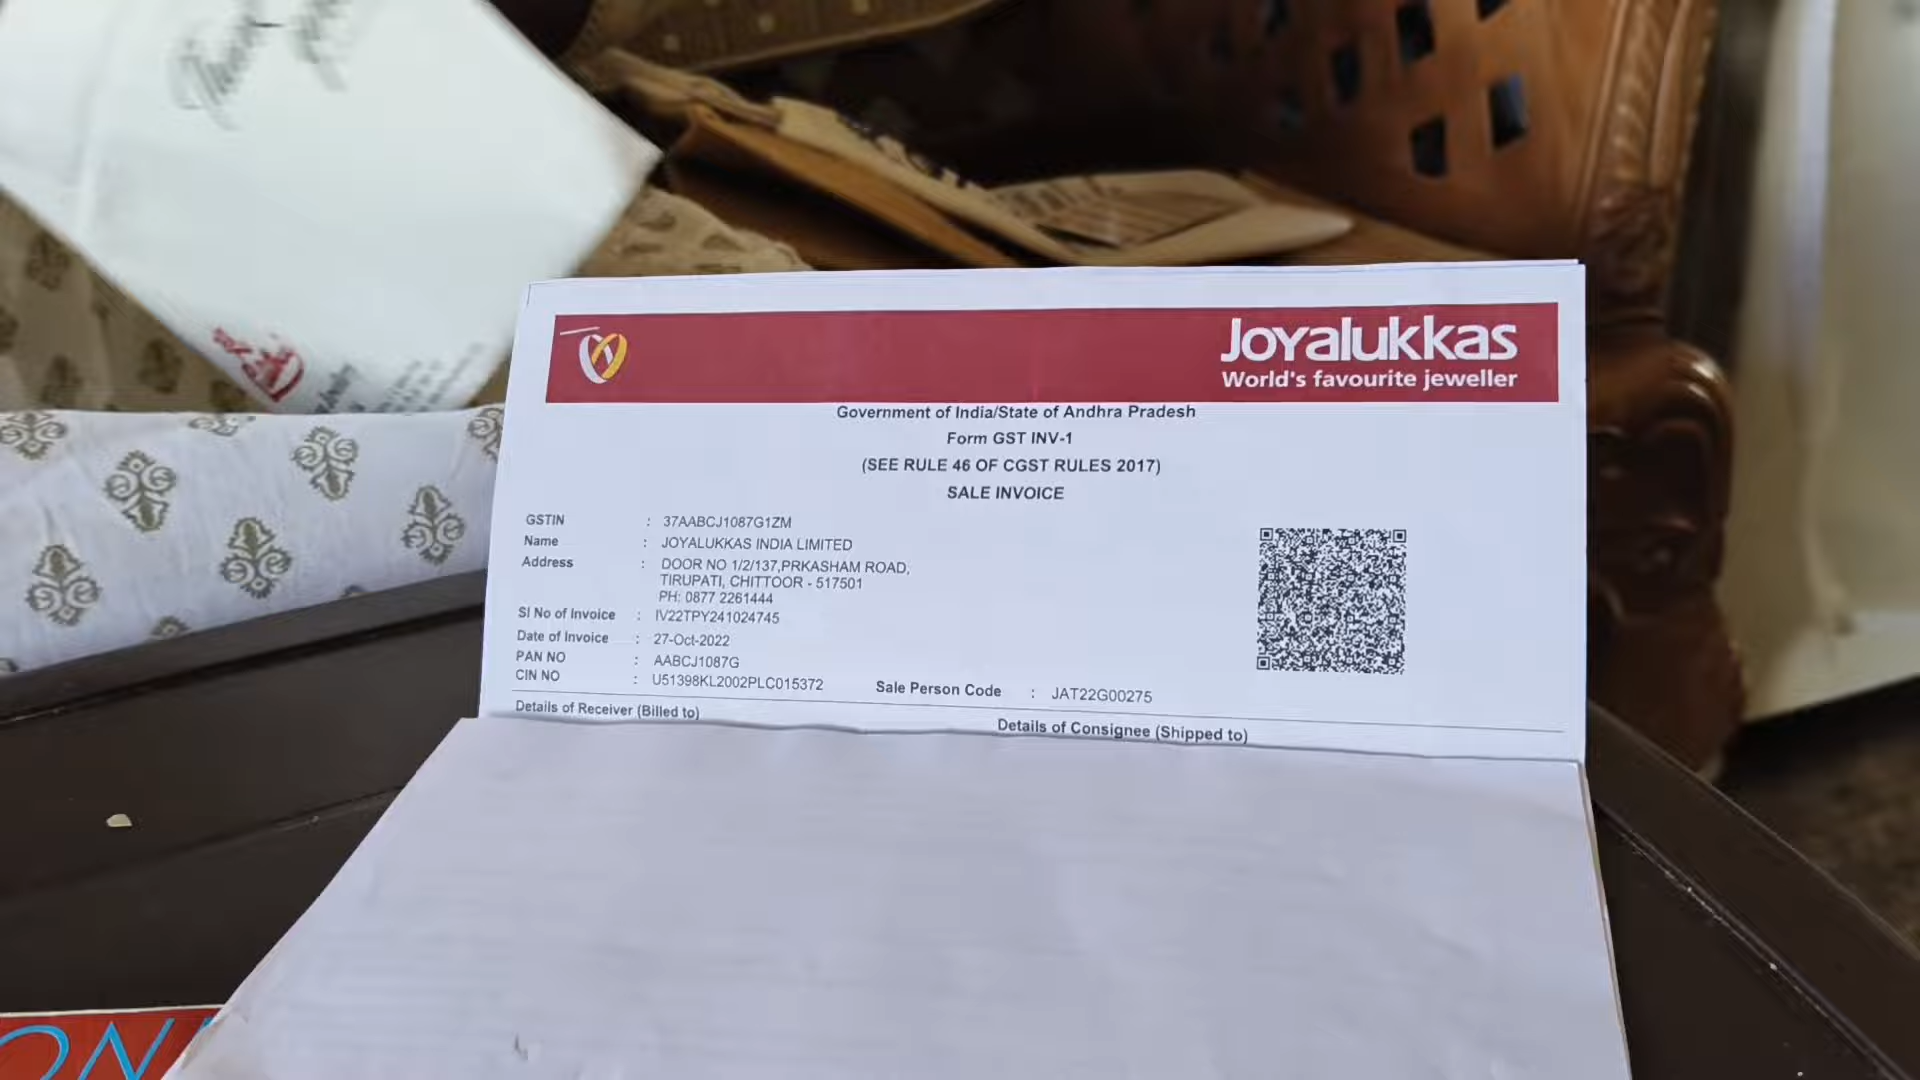 Joyalukkas
World's favourite jeweller
Government of India/State of Andhra Pradesh
Form GST INV-1
(SEE RULE 46 OF CGST RULES 2017)
SALE INVOICE
GSTIN : 37AABCJ1087G1ZM
Name : JOYALUKKAS INDIA LIMITED
Address : DOOR NO 1/2/137,PRKASHAM ROAD,
TIRUPATI, CHITTOOR - 517501
PH: 0877 2261444
SI No of Invoice : IV22TPY241024745
Date of Invoice : 27-Oct-2022
PAN NO : AABCJ1087G
CIN NO : U51398KL2002PLC015372 Sale Person Code : JAT22G00275
Details of Receiver (Billed to) Details of Consignee (Shipped to)
ON